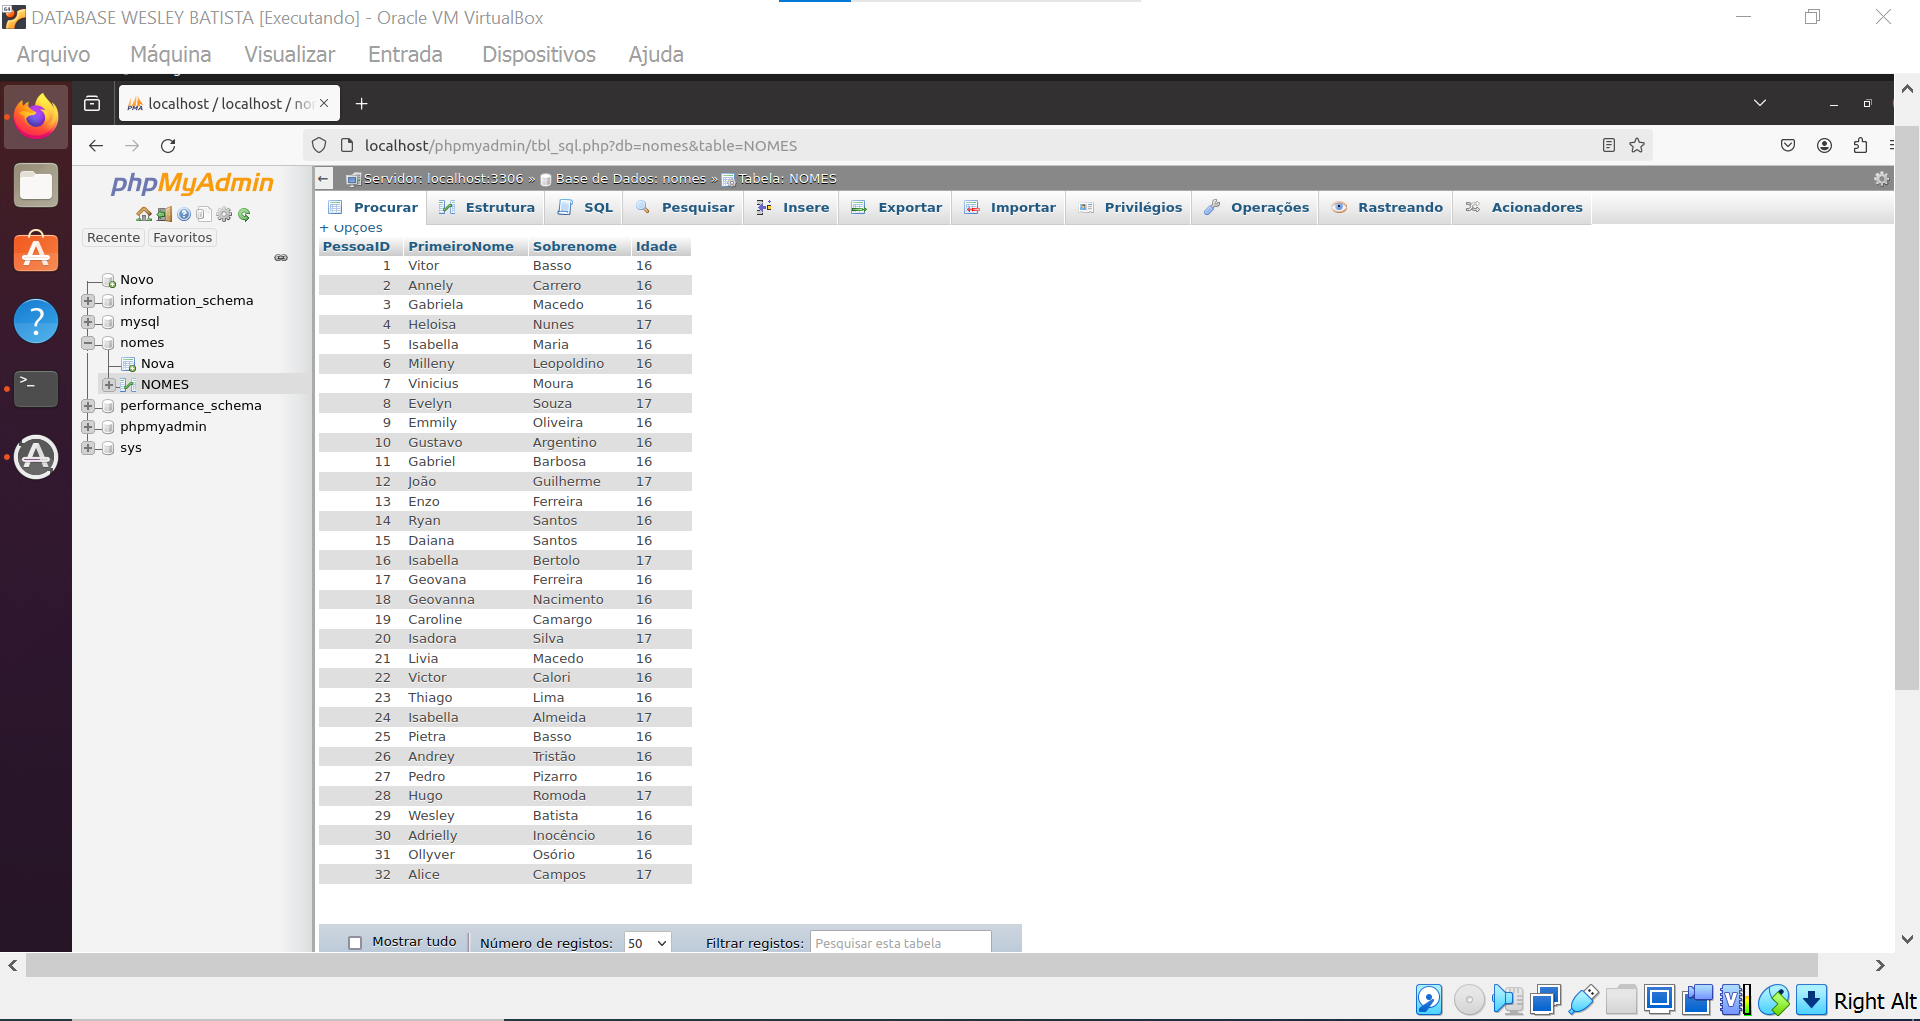 DATABASE WESLEY BATISTA [Executando] - Oracle VM VirtualBox
Arquivo Máquina Visualizar Entrada Dispositivos Ajuda
localhost / localhost / no
localhost/phpmyadmin/tbl_sql.php?db=nomes&table=NOMES
phpMyAdmin
Recente Favoritos
Novo
information_schema
mysql
nomes
Nova
NOMES
performance_schema
phpmyadmin
sys
Servidor: localhost:3306 » Base de Dados: nomes » Tabela: NOMES
Procurar Estrutura SQL Pesquisar Insere Exportar Importar Privilégios Operações Rastreando Acionadores
+ Opções
PessoaID PrimeiroNome Sobrenome Idade
1 Vitor Basso 16
2 Annely Carrero 16
3 Gabriela Macedo 16
4 Heloisa Nunes 17
5 Isabella Maria 16
6 Milleny Leopoldino 16
7 Vinicius Moura 16
8 Evelyn Souza 17
9 Emmily Oliveira 16
10 Gustavo Argentino 16
11 Gabriel Barbosa 16
12 João Guilherme 17
13 Enzo Ferreira 16
14 Ryan Santos 16
15 Daiana Santos 16
16 Isabella Bertolo 17
17 Geovana Ferreira 16
18 Geovanna Nacimento 16
19 Caroline Camargo 16
20 Isadora Silva 17
21 Livia Macedo 16
22 Victor Calori 16
23 Thiago Lima 16
24 Isabella Almeida 17
25 Pietra Basso 16
26 Andrey Tristão 16
27 Pedro Pizarro 16
28 Hugo Romoda 17
29 Wesley Batista 16
30 Adrielly Inocêncio 16
31 Ollyver Osório 16
32 Alice Campos 17
Mostrar tudo Número de registos: 50 Filtrar registos: Pesquisar esta tabela
Right Alt